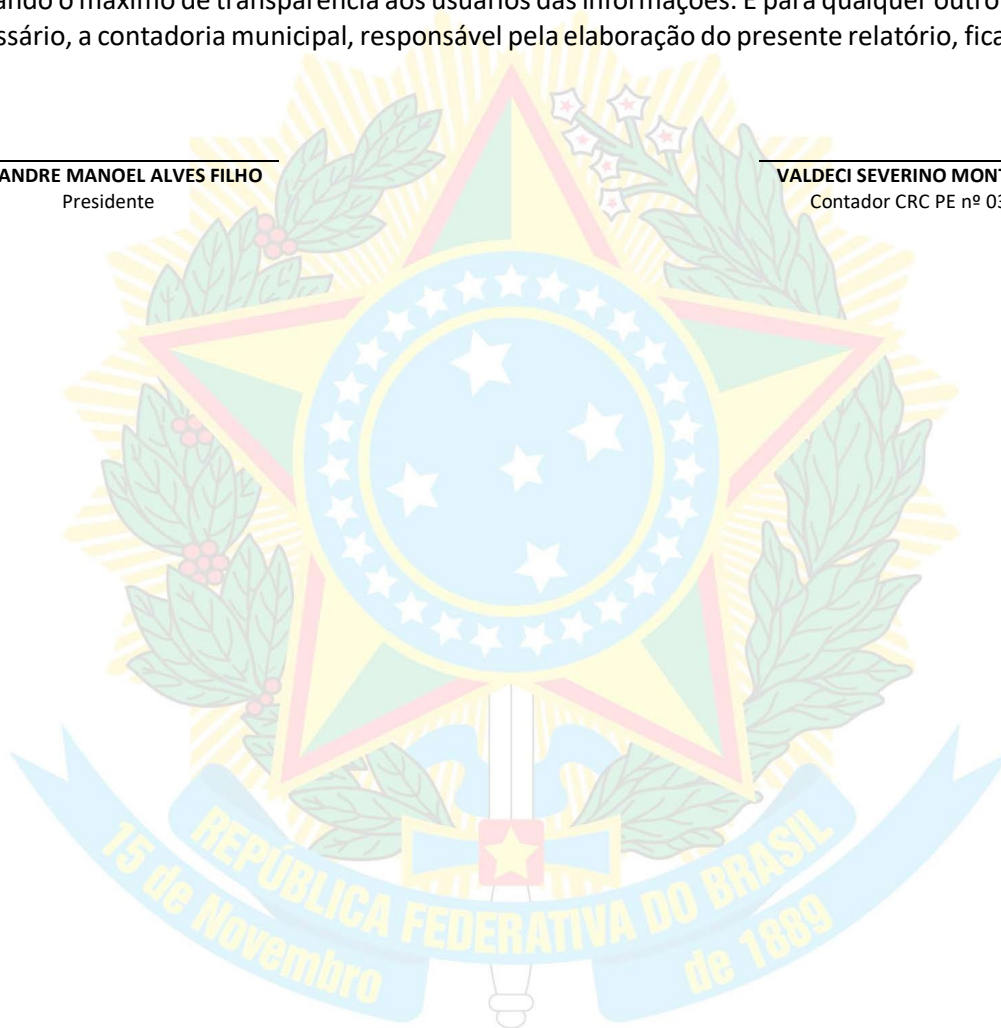 ando o máximo de transparência aos usuários das informações. E para qualquer outro
ssário, a contadoria municipal, responsável pela elaboração do presente relatório, fica
ANDRE MANOEL ALVES FILHO
Presidente
VALDECI SEVERINO MONT
Contador CRC PE nº 03
REPÚBLICA FEDERATIVA DO BRASIL
15 de Novembro de 1889